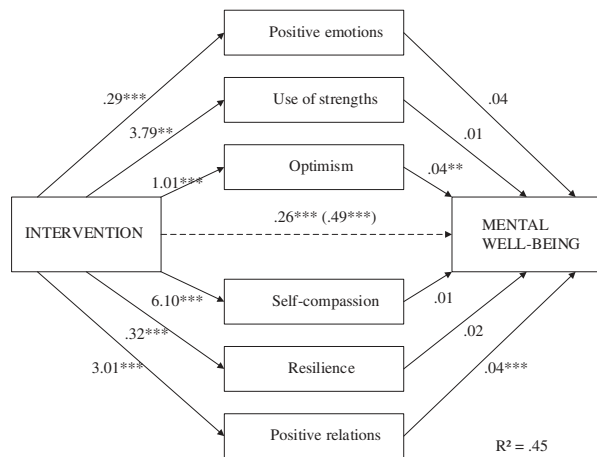 Positive emotions
.29***
.04
Use of strengths
3.79**
.01
Optimism
1.01***
.04**
INTERVENTION
.26*** (.49***)
MENTAL
WELL-BEING
6.10***
Self-compassion
.01
.32***
Resilience
.02
3.01***
.04***
Positive relations
R² = .45